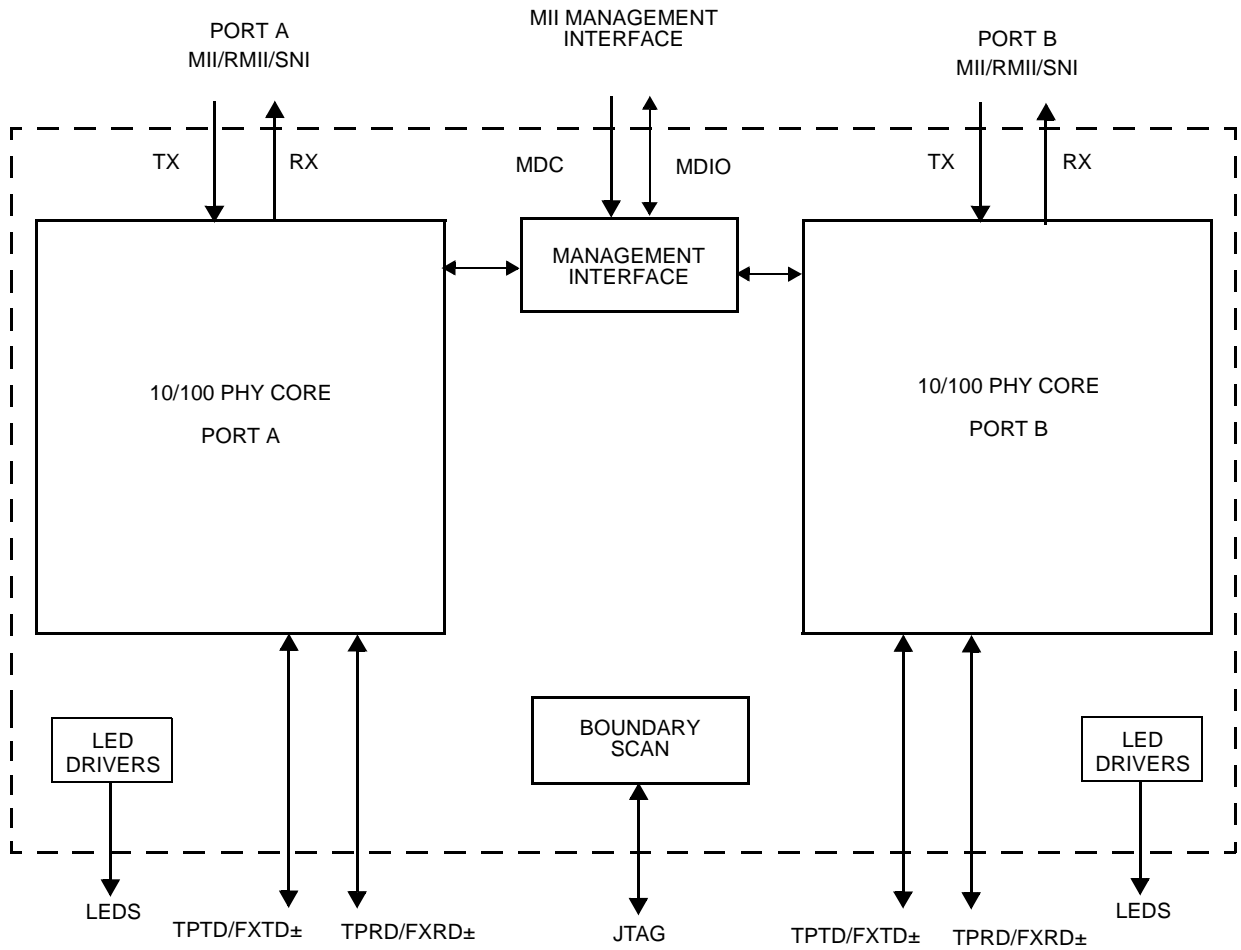 PORT A
MII/RMII/SNI
MII MANAGEMENT
INTERFACE
PORT B
MII/RMII/SNI
TX
RX
MDC
MDIO
TX
RX
MANAGEMENT
INTERFACE
10/100 PHY CORE
PORT A
10/100 PHY CORE
PORT B
LED
DRIVERS
BOUNDARY
SCAN
LED
DRIVERS
LEDS
TPTD/FXTD±
TPRD/FXRD±
JTAG
TPTD/FXTD±
TPRD/FXRD±
LEDS